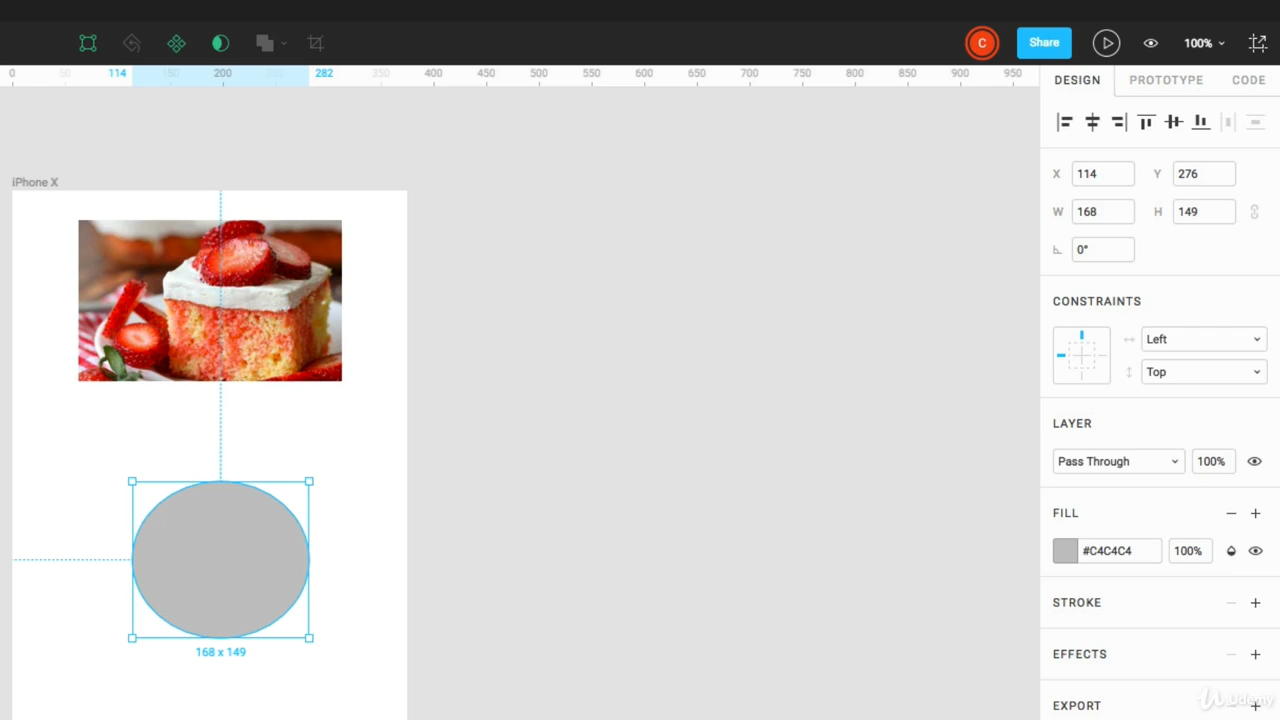 C
Share
100%
0 50 114 150 200 282 350 400 450 500 550 600 650 700 750 800 850 900 950
DESIGN PROTOTYPE CODE
iPhone X
X 114 Y 276
W 168 H 149
0°
CONSTRAINTS
Left
Top
LAYER
Pass Through 100%
FILL
#C4C4C4 100%
STROKE
168 x 149
EFFECTS
EXPORT
Udemy